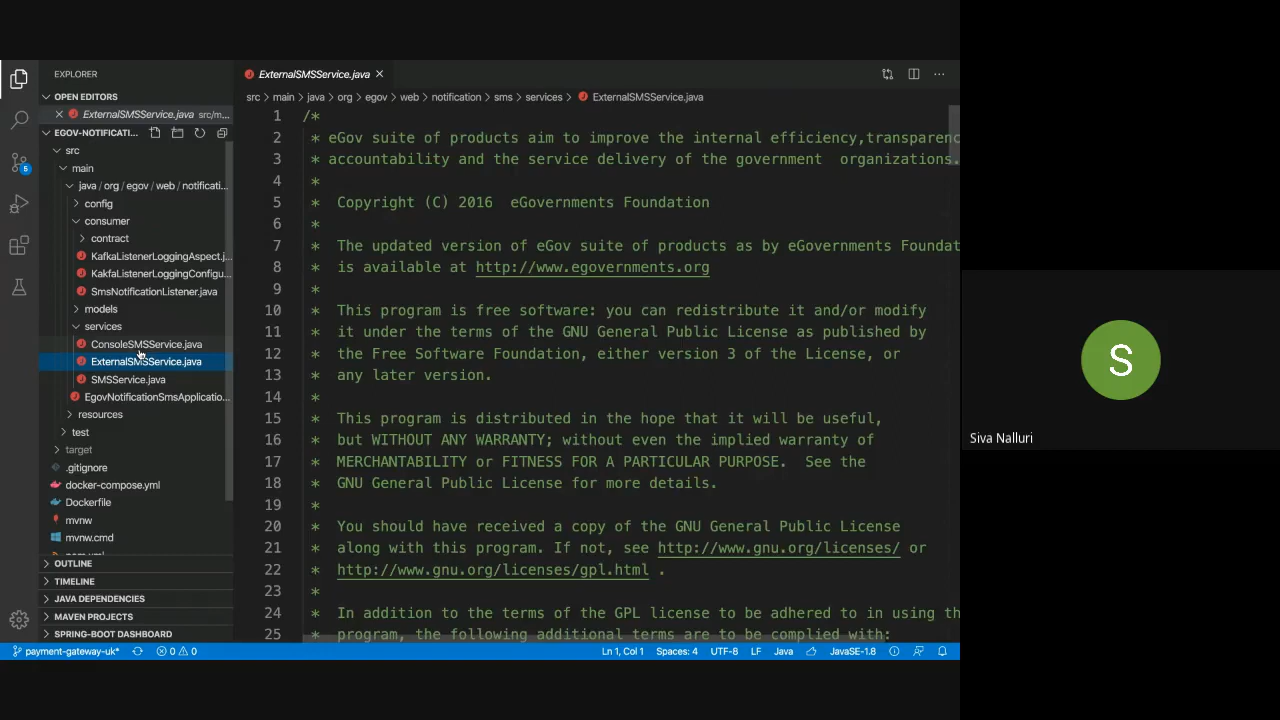 EXPLORER
OPEN EDITORS
ExternalSMSService.java src/m...
EGOV-NOTIFICATI...
src
main
java / org / egov / web / notificati...
config
consumer
contract
KafkaListenerLoggingAspect.j...
KakfaListenerLoggingConfigu...
SmsNotificationListener.java
models
services
ConsoleSMSService.java
ExternalSMSService.java
SMSService.java
EgovNotificationSmsApplicatio...
resources
test
target
.gitignore
docker-compose.yml
Dockerfile
mvnw
mvnw.cmd
pom.xml
OUTLINE
TIMELINE
JAVA DEPENDENCIES
MAVEN PROJECTS
SPRING-BOOT DASHBOARD
5
ExternalSMSService.java
src > main > java > org > egov > web > notification > sms > services > ExternalSMSService.java
1 /*
2 * eGov suite of products aim to improve the internal efficiency,transparenc
3 * accountability and the service delivery of the government organizations.
4 *
5 * Copyright (C) 2016 eGovernments Foundation
6 *
7 * The updated version of eGov suite of products as by eGovernments Foundat
8 * is available at http://www.egovernments.org
9 *
10 * This program is free software: you can redistribute it and/or modify
11 * it under the terms of the GNU General Public License as published by
12 * the Free Software Foundation, either version 3 of the License, or
13 * any later version.
14 *
15 * This program is distributed in the hope that it will be useful,
16 * but WITHOUT ANY WARRANTY; without even the implied warranty of
17 * MERCHANTABILITY or FITNESS FOR A PARTICULAR PURPOSE. See the
18 * GNU General Public License for more details.
19 *
20 * You should have received a copy of the GNU General Public License
21 * along with this program. If not, see http://www.gnu.org/licenses/ or
22 * http://www.gnu.org/licenses/gpl.html .
23 *
24 * In addition to the terms of the GPL license to be adhered to in using th
25 * program, the following additional terms are to be complied with:
payment-gateway-uk* 0 0 Ln 1, Col 1 Spaces: 4 UTF-8 LF Java JavaSE-1.8
S
Siva Nalluri